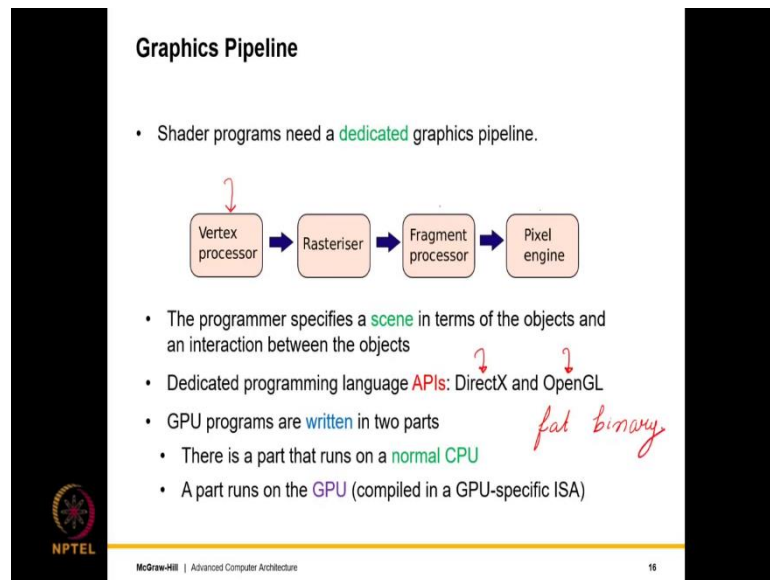 Graphics Pipeline
• Shader programs need a dedicated graphics pipeline.
Vertex processor
Rasteriser
Fragment processor
Pixel engine
• The programmer specifies a scene in terms of the objects and
an interaction between the objects
• Dedicated programming language APIs: DirectX and OpenGL
• GPU programs are written in two parts
fat binary
• There is a part that runs on a normal CPU
• A part runs on the GPU (compiled in a GPU-specific ISA)
NPTEL
McGraw-Hill | Advanced Computer Architecture
16